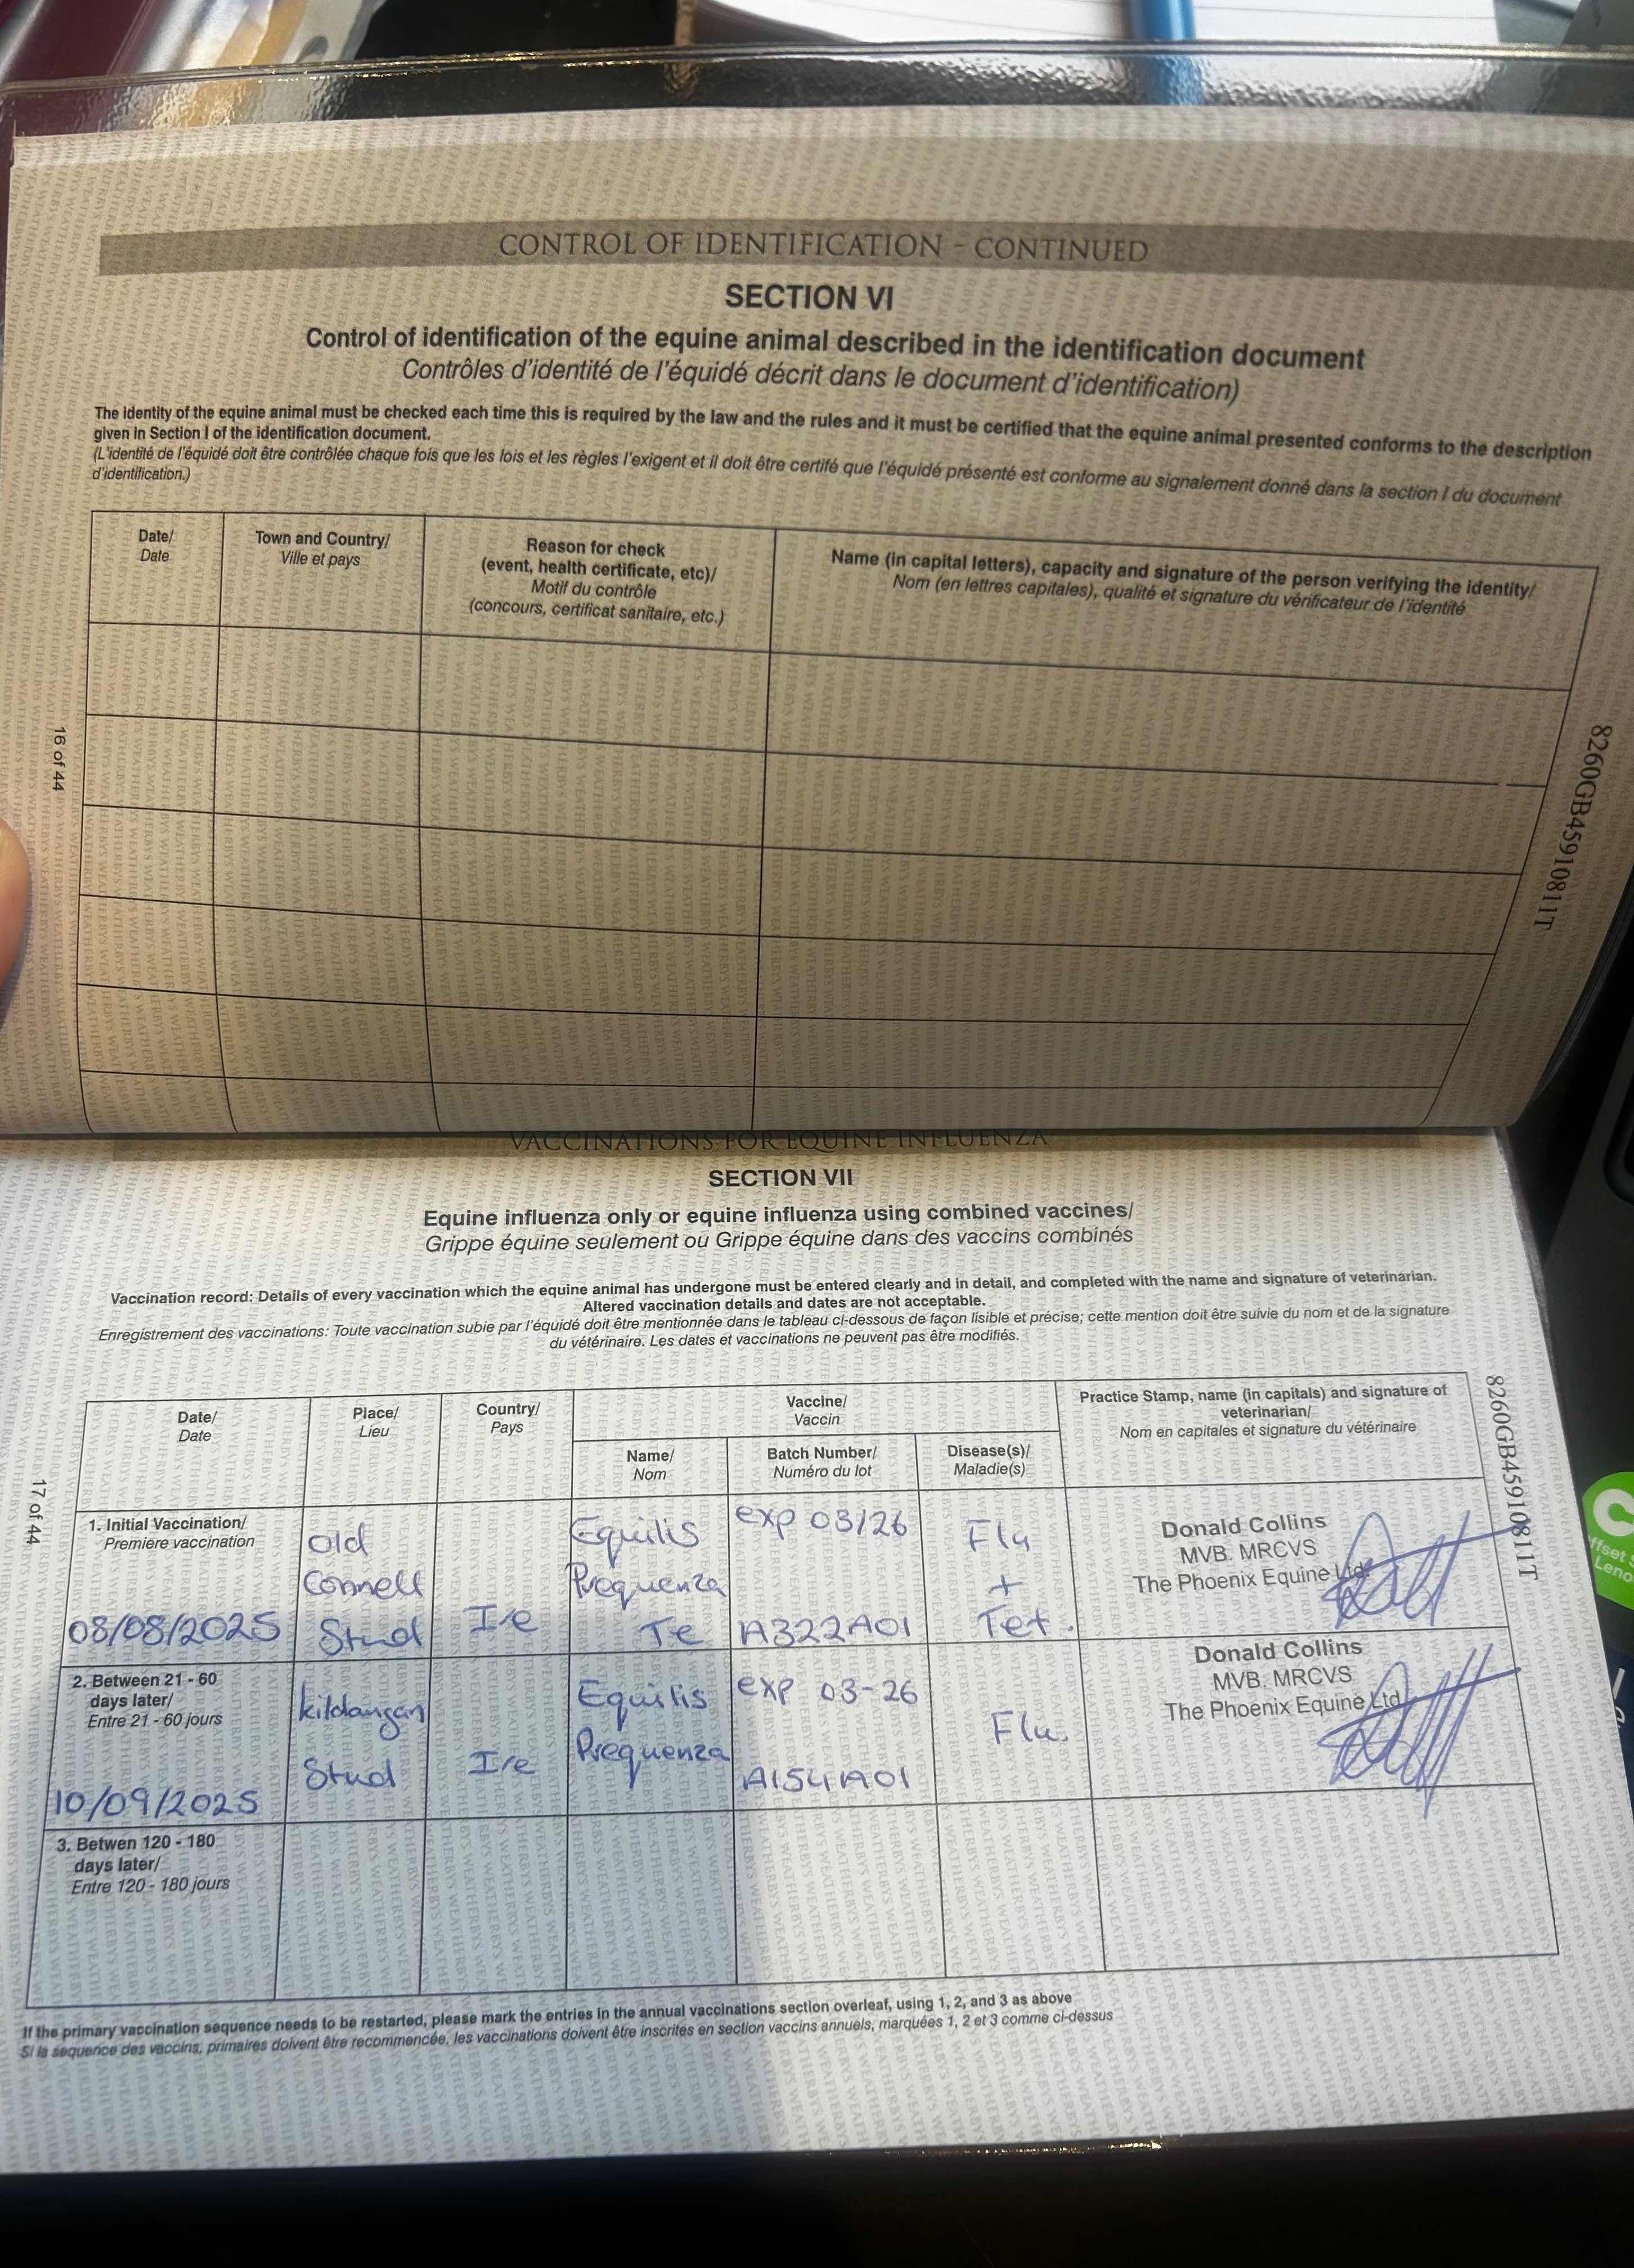 CONTROL OF IDENTIFICATION - CONTINUED
SECTION VI
Control of identification of the equine animal described in the identification document
Contrôles d'identité de l'équidé décrit dans le document d'identification)
The identity of the equine animal must be checked each time this is required by the law and the rules and it must be certified that the equine animal presented conforms to the description
given in Section I of the identification document.
(L'identité de l'équidé doit être contrôlée chaque fois que les lois et les règles l'exigent et il doit être certifé que l'équidé présenté est conforme au signalement donné dans la section I du document
d'identification.)
Date/
Date
Town and Country/
Ville et pays
Reason for check
(event, health certificate, etc)/
Motif du contrôle
(concours, certificat sanitaire, etc.)
Name (in capital letters), capacity and signature of the person verifying the identity/
Nom (en lettres capitales), qualité et signature du vérificateur de l'identité
16 of 44
8260GB45910811T
VACCINATIONS FOR EQUINE INFLUENZA
SECTION VII
Equine influenza only or equine influenza using combined vaccines/
Grippe équine seulement ou Grippe équine dans des vaccins combinés
Vaccination record: Details of every vaccination which the equine animal has undergone must be entered clearly and in detail, and completed with the name and signature of veterinarian.
Altered vaccination details and dates are not acceptable.
Enregistrement des vaccinations: Toute vaccination subie par l'équidé doit être mentionnée dans le tableau ci-dessous de façon lisible et précise; cette mention doit être suivie du nom et de la signature
du vétérinaire. Les dates et vaccinations ne peuvent pas être modifiés.
Date/
Date
Place/
Lieu
Country/
Pays
Vaccine/
Vaccin
Name/
Nom
Batch Number/
Numéro du lot
Disease(s)/
Maladie(s)
Practice Stamp, name (in capitals) and signature of
veterinarian/
Nom en capitales et signature du vétérinaire
1. Initial Vaccination/
Premiere vaccination
08/08/2025
Old
Connell
Stud
Ire
Equilis
Prequenza
Te
exp 03/26
A322A01
Flu
+
Tet.
Donald Collins
MVB. MRCVS
The Phoenix Equine Ltd
2. Between 21 - 60
days later/
Entre 21 - 60 jours
10/09/2025
Kildangan
Stud
Ire
Equilis
Prequenza
exp 03-26
A154A01
Flu.
Donald Collins
MVB. MRCVS
The Phoenix Equine Ltd
3. Betwen 120 - 180
days later/
Entre 120 - 180 jours
17 of 44
8260GB45910811T
If the primary vaccination sequence needs to be restarted, please mark the entries in the annual vaccinations section overleaf, using 1, 2, and 3 as above
Si la sequence des vaccins, primaires doivent être recommencée, les vaccinations doivent être inscrites en section vaccins annuels, marquées 1, 2 et 3 comme ci-dessus